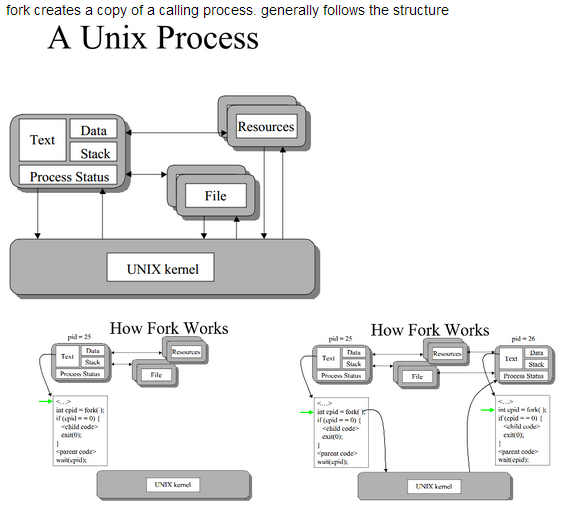 fork creates a copy of a calling process. generally follows the structure
A Unix Process
Text
Data
Stack
Process Status
Resources
File
UNIX kernel
How Fork Works
pid = 25
Text
Data
Stack
Process Status
Resources
File
<...>
int cpid = fork( );
if (cpid = = 0) {
<child code>
exit(0);
}
<parent code>
wait(cpid);
UNIX kernel
How Fork Works
pid = 25
Text
Data
Stack
Process Status
Resources
File
pid = 26
Text
Data
Stack
Process Status
<...>
int cpid = fork( );
if (cpid = = 0) {
<child code>
exit(0);
}
<parent code>
wait(cpid);
<...>
int cpid = fork( );
if (cpid = = 0) {
<child code>
exit(0);
}
<parent code>
wait(cpid);
UNIX kernel